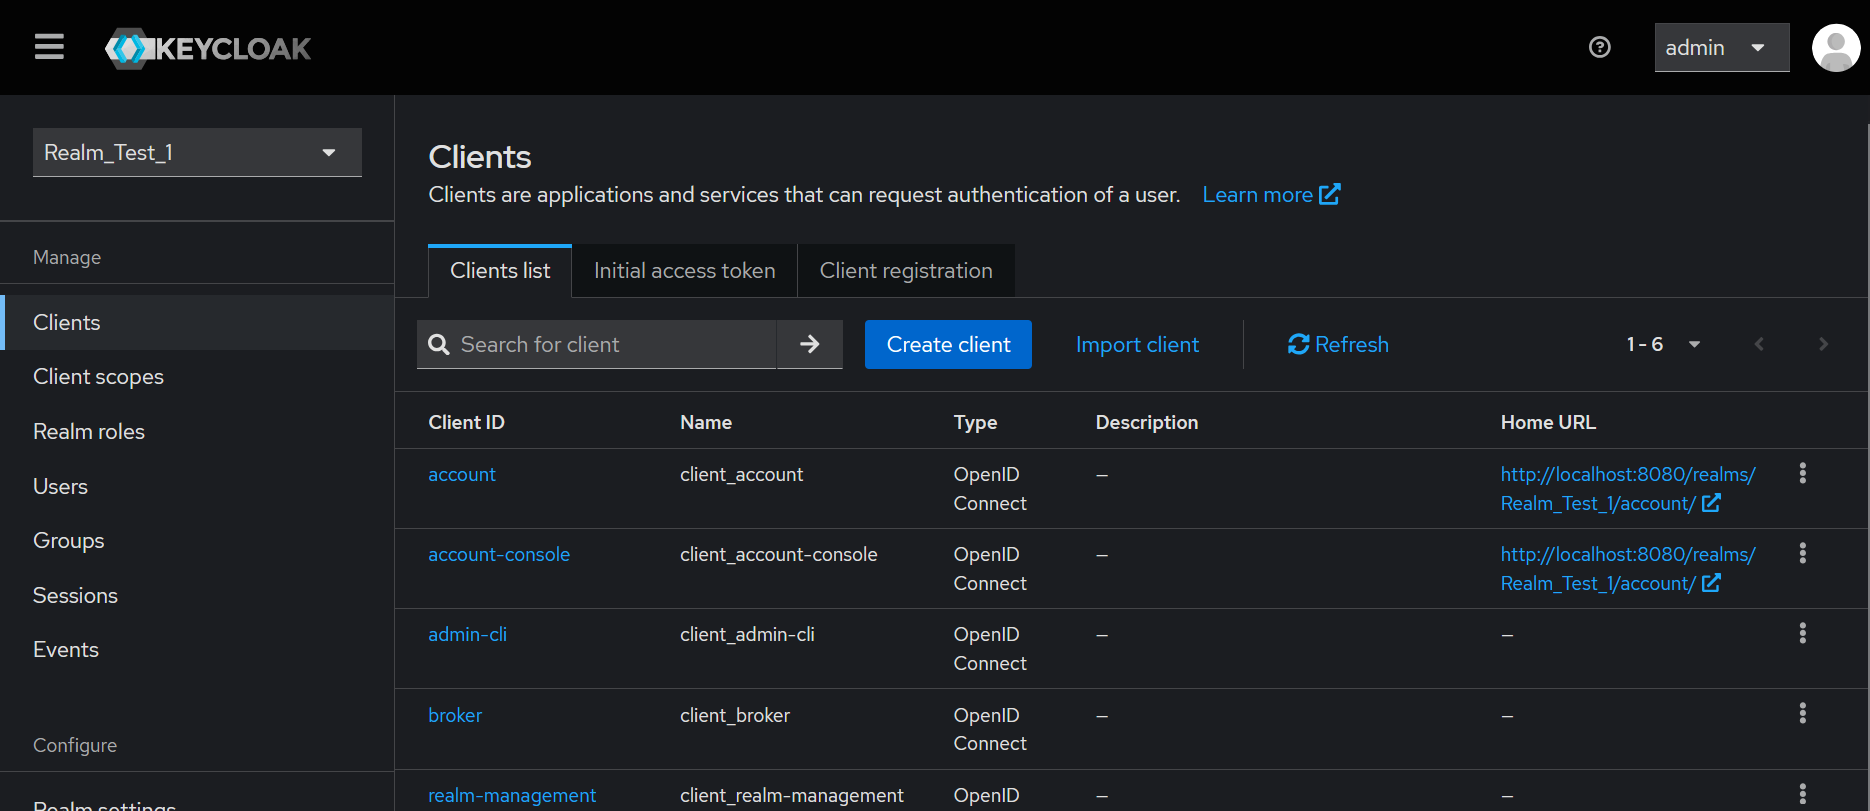 KEYCLOAK
admin
Realm_Test_1
Manage
Clients
Client scopes
Realm roles
Users
Groups
Sessions
Events
Configure
Realm settings
Clients
Clients are applications and services that can request authentication of a user. Learn more
Clients list Initial access token Client registration
Search for client Create client Import client Refresh 1 - 6
Client ID Name Type Description Home URL
account client_account OpenID – http://localhost:8080/realms/
Connect Realm_Test_1/account/
account-console client_account-console OpenID – http://localhost:8080/realms/
Connect Realm_Test_1/account/
admin-cli client_admin-cli OpenID – –
Connect
broker client_broker OpenID – –
Connect
realm-management client_realm-management OpenID – –